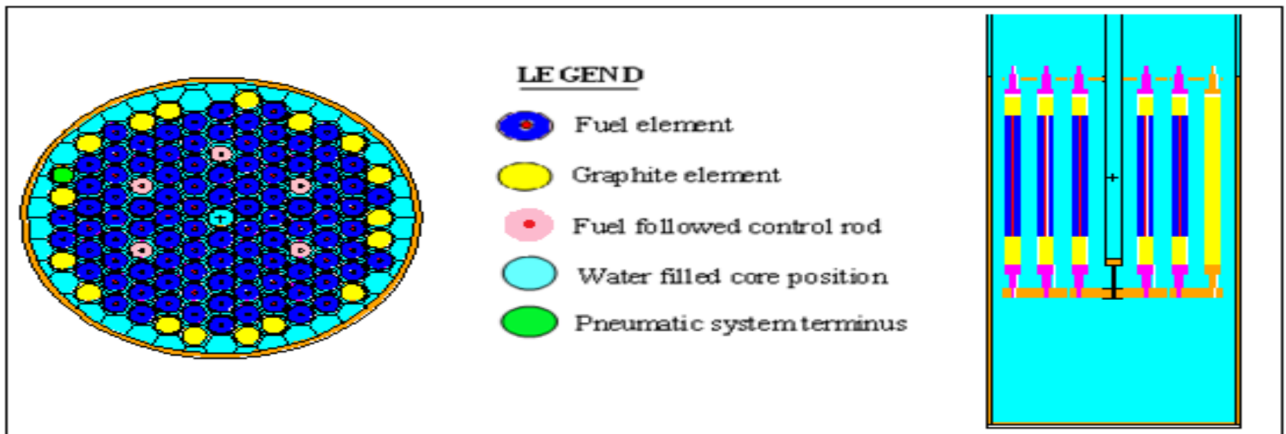 LEGEND
Fuel element
Graphite element
Fuel followed control rod
Water filled core position
Pneumatic system terminus